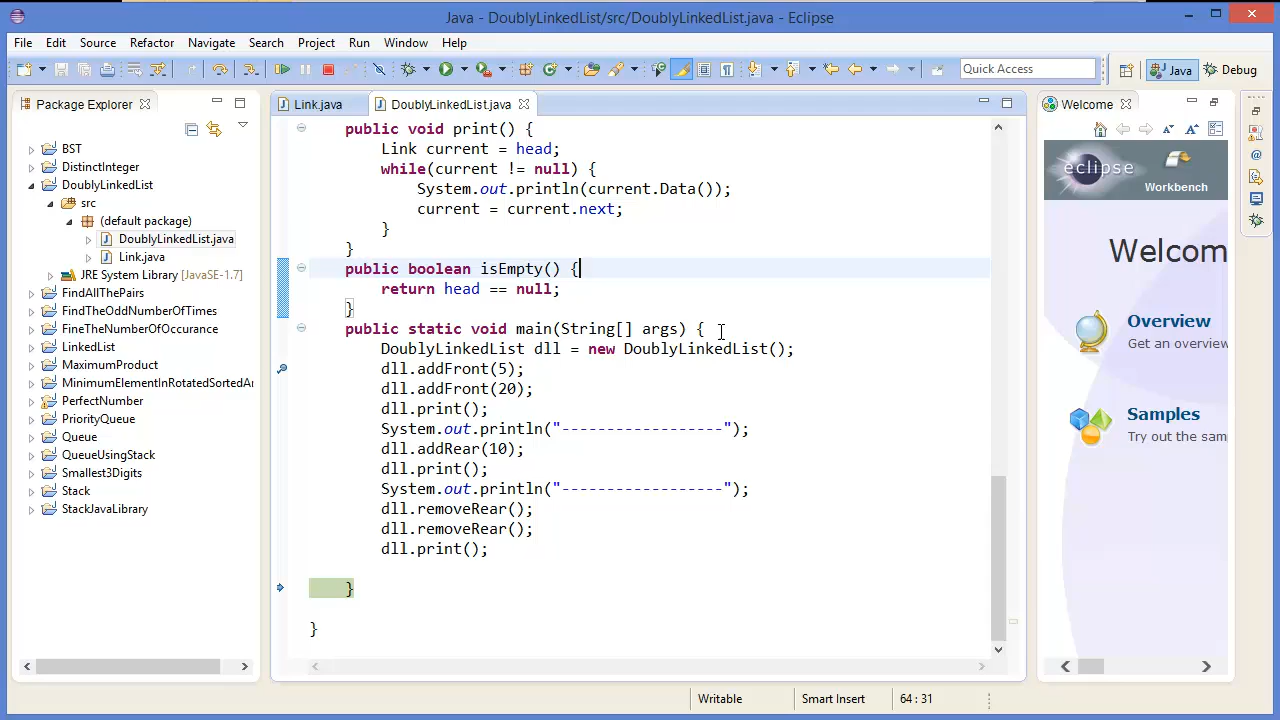 Java - DoublyLinkedList/src/DoublyLinkedList.java - Eclipse
File Edit Source Refactor Navigate Search Project Run Window Help
Quick Access
Java
Debug
Package Explorer
BST
DistinctInteger
DoublyLinkedList
src
(default package)
DoublyLinkedList.java
Link.java
JRE System Library [JavaSE-1.7]
FindAllThePairs
FindTheOddNumberOfTimes
FineTheNumberOfOccurance
LinkedList
MaximumProduct
MinimumElementInRotatedSortedAr
PerfectNumber
PriorityQueue
Queue
QueueUsingStack
Smallest3Digits
Stack
StackJavaLibrary
Link.java
DoublyLinkedList.java
public void print() {
Link current = head;
while(current != null) {
System.out.println(current.Data());
current = current.next;
}
}
public boolean isEmpty() {
return head == null;
}
public static void main(String[] args) {
DoublyLinkedList dll = new DoublyLinkedList();
dll.addFront(5);
dll.addFront(20);
dll.print();
System.out.println("------------------");
dll.addRear(10);
dll.print();
System.out.println("------------------");
dll.removeRear();
dll.removeRear();
dll.print();
}
}
Welcome
eclipse
Workbench
Welcom
Overview
Get an overview
Samples
Try out the sam
Writable
Smart Insert
64 : 31